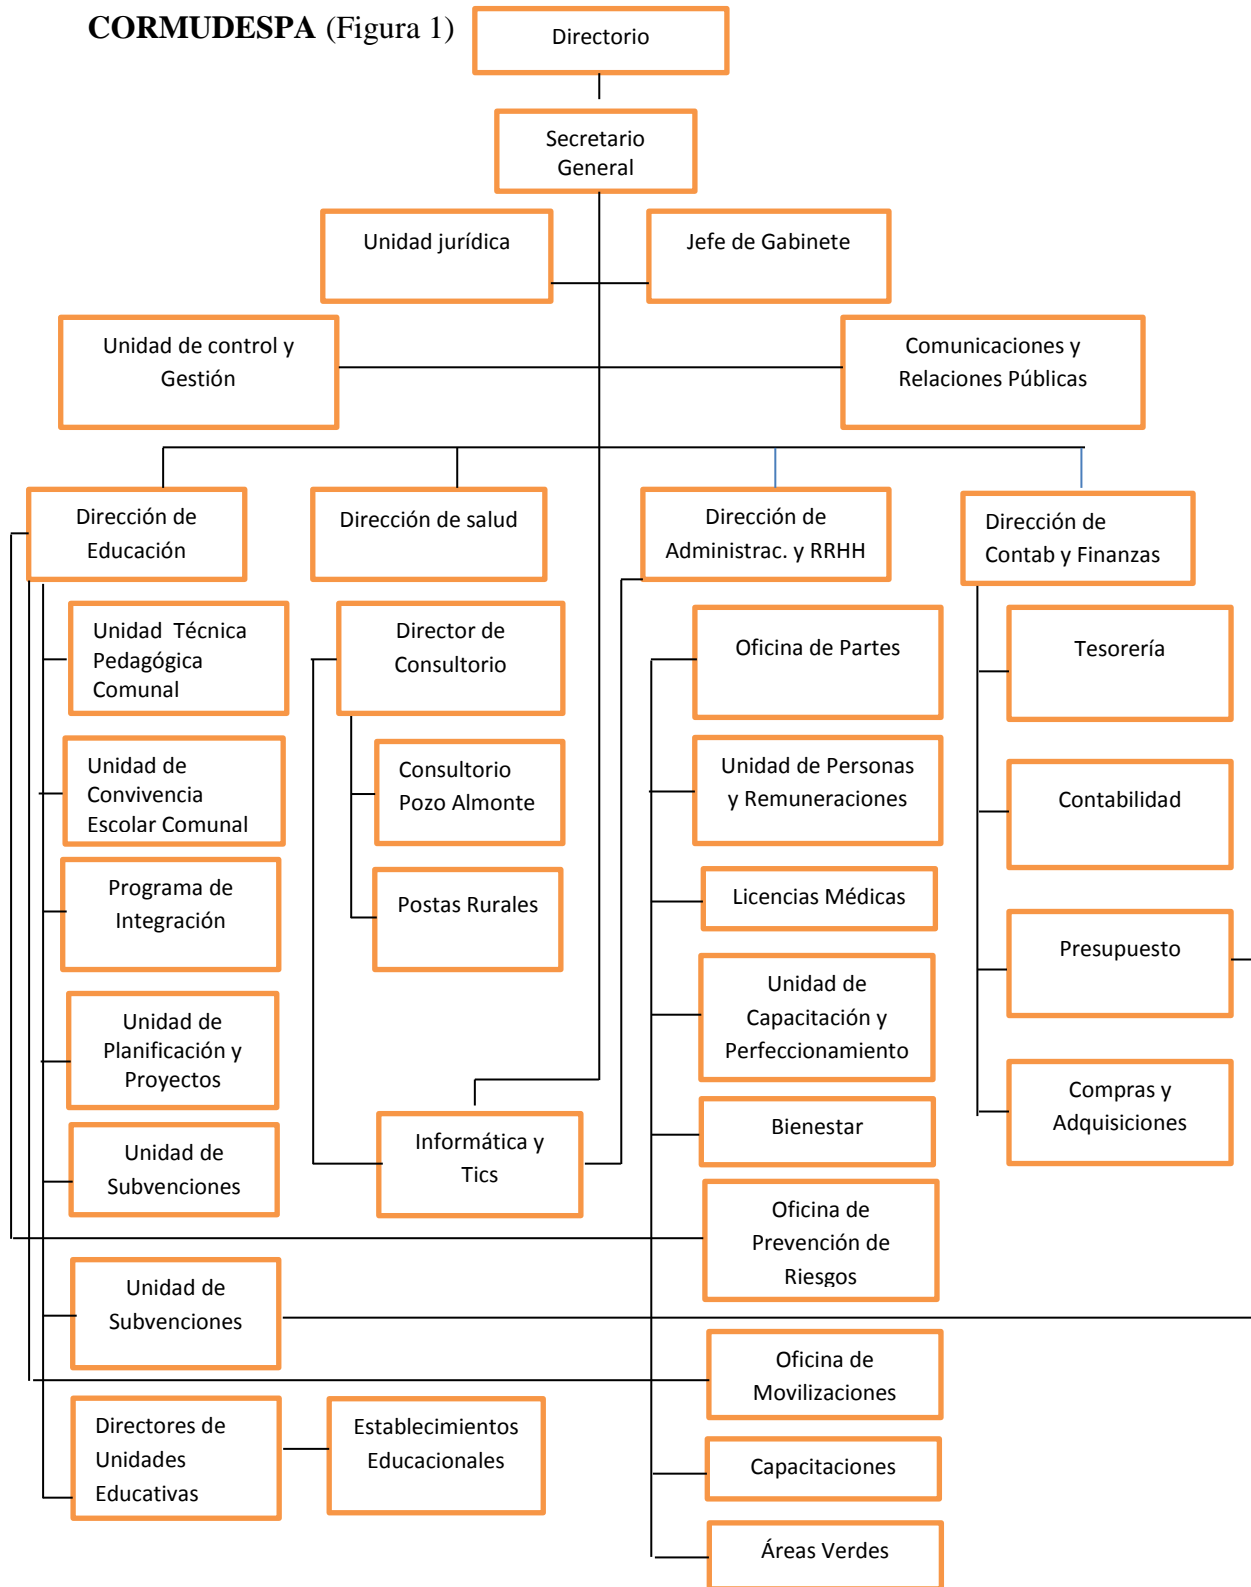 CORMUDESPA (Figura 1)
Directorio
Secretario
General
Unidad jurídica
Jefe de Gabinete
Unidad de control y
Gestión
Comunicaciones y
Relaciones Públicas
Dirección de
Educación
Dirección de salud
Dirección de
Administrac. y RRHH
Dirección de
Contab y Finanzas
Unidad Técnica
Pedagógica
Comunal
Unidad de
Convivencia
Escolar Comunal
Programa de
Integración
Unidad de
Planificación y
Proyectos
Unidad de
Subvenciones
Unidad de
Subvenciones
Directores de
Unidades
Educativas
Establecimientos
Educacionales
Director de
Consultorio
Consultorio
Pozo Almonte
Postas Rurales
Informática y
Tics
Oficina de Partes
Unidad de Personas
y Remuneraciones
Licencias Médicas
Unidad de
Capacitación y
Perfeccionamiento
Bienestar
Oficina de
Prevención de
Riesgos
Oficina de
Movilizaciones
Capacitaciones
Áreas Verdes
Tesorería
Contabilidad
Presupuesto
Compras y
Adquisiciones